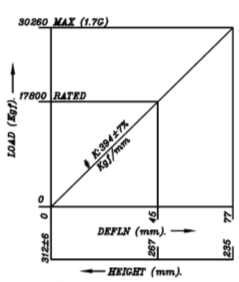 30260 MAX (1.7G)
17800 RATED
LOAD (Kgf).
K:394±7%
Kgf/mm
0
0 45 77
DEFLN (mm).
312±6 267 235
HEIGHT (mm).